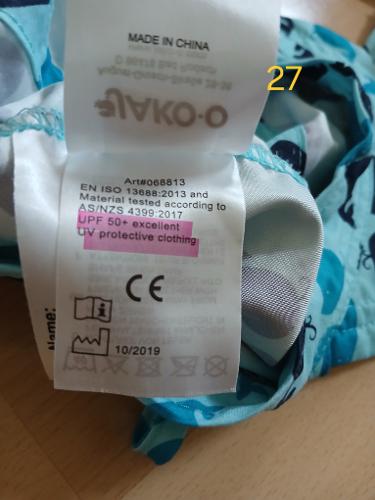 27
MADE IN CHINA
JAKO-O
Art#068813
EN ISO 13688:2013 and
Material tested according to
AS/NZS 4399:2017
UPF 50+ excellent
UV protective clothing
CE
Name:
10/2019